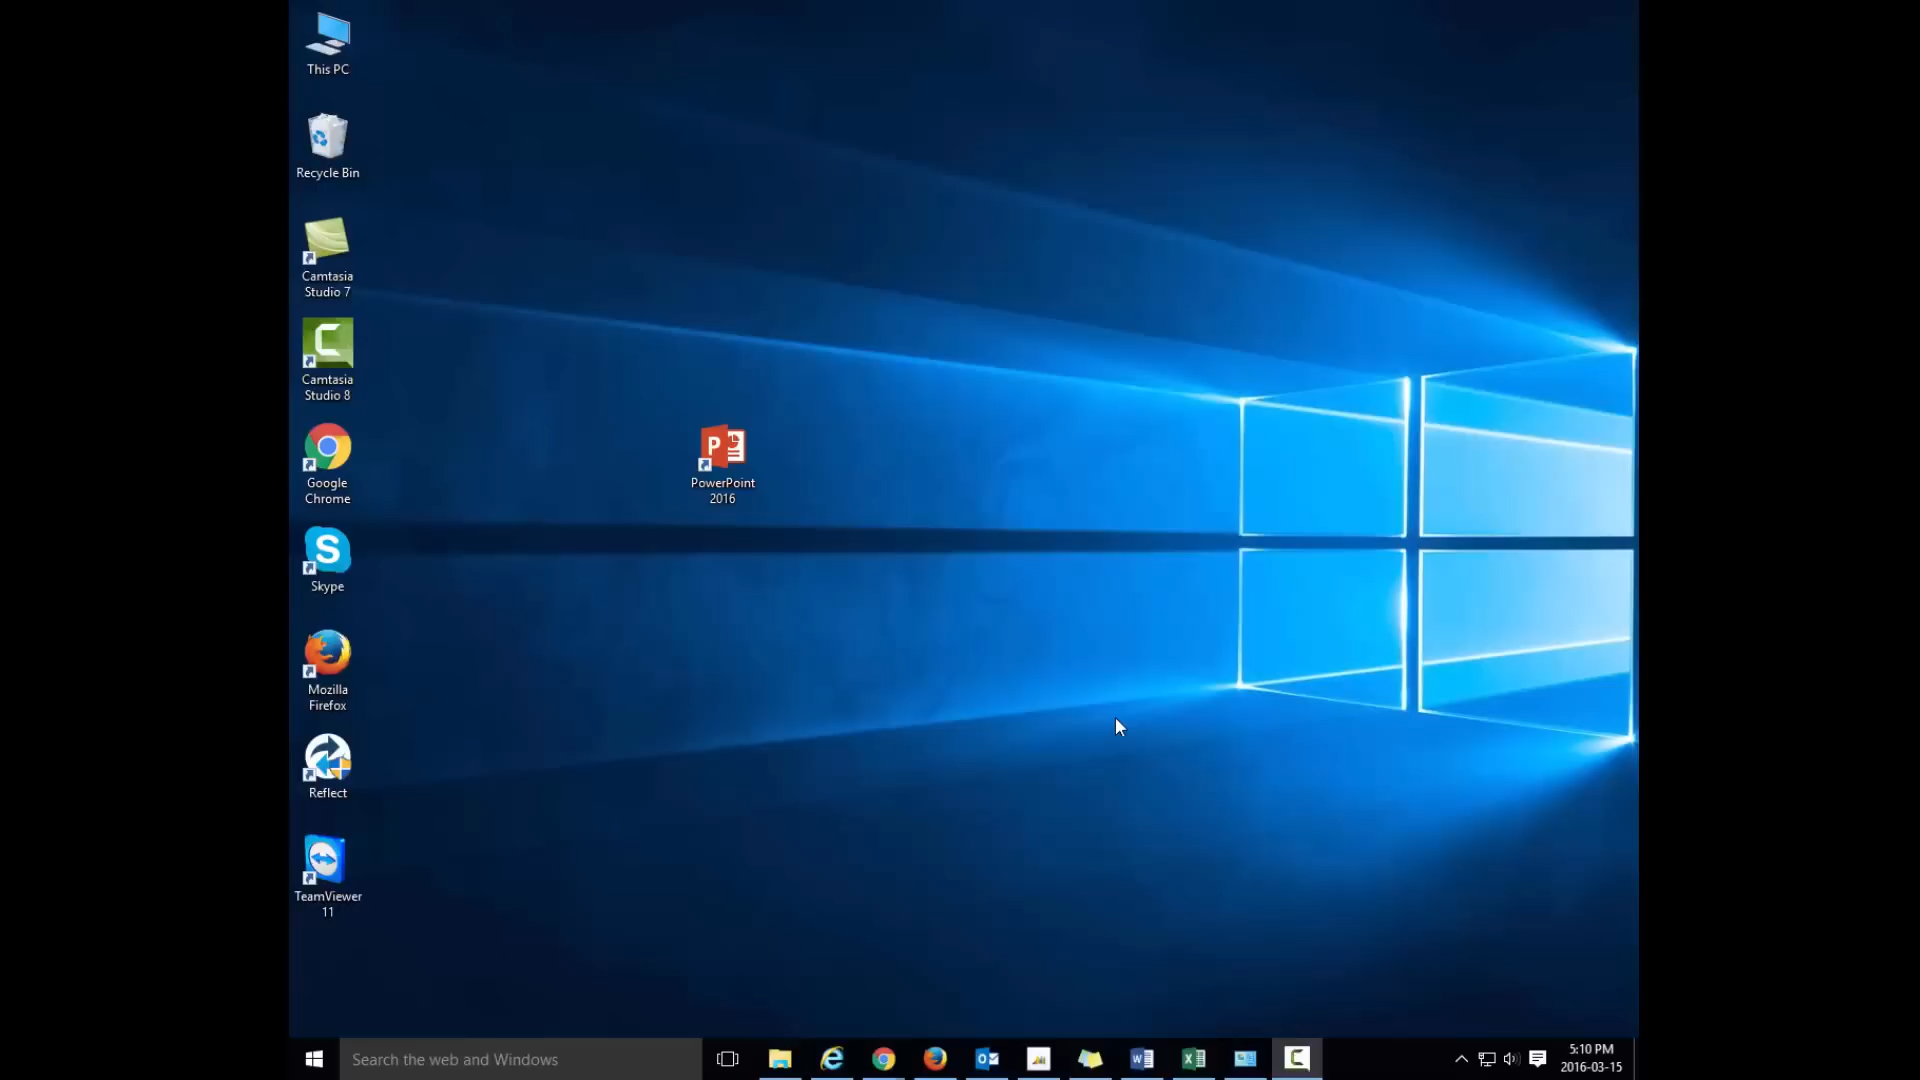 This PC
Recycle Bin
Camtasia
Studio 7
Camtasia
Studio 8
Google
Chrome
Skype
Mozilla
Firefox
Reflect
TeamViewer
11
PowerPoint
2016
Search the web and Windows
5:10 PM
2016-03-15